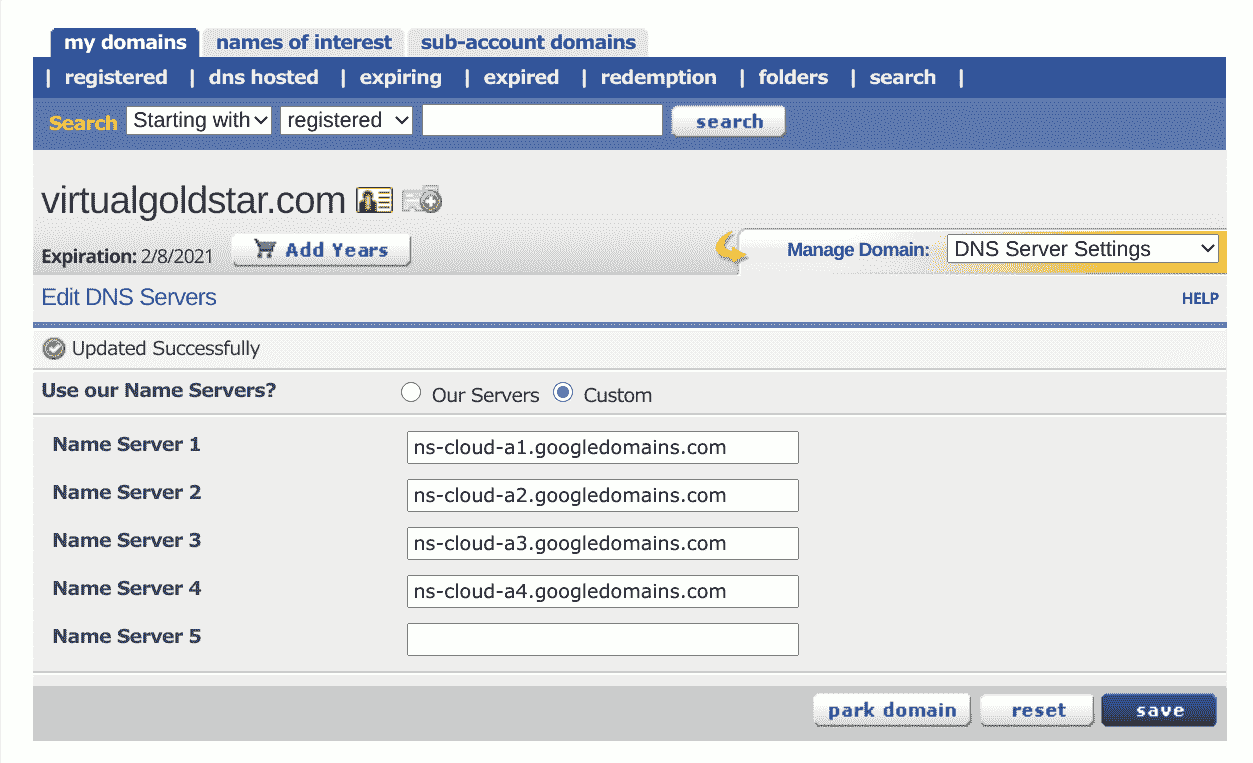 my domains names of interest sub-account domains
| registered | dns hosted | expiring | expired | redemption | folders | search |
Search Starting with registered search
virtualgoldstar.com
Expiration: 2/8/2021 Add Years Manage Domain: DNS Server Settings
Edit DNS Servers HELP
Updated Successfully
Use our Name Servers? Our Servers Custom
Name Server 1 ns-cloud-a1.googledomains.com
Name Server 2 ns-cloud-a2.googledomains.com
Name Server 3 ns-cloud-a3.googledomains.com
Name Server 4 ns-cloud-a4.googledomains.com
Name Server 5
park domain reset save